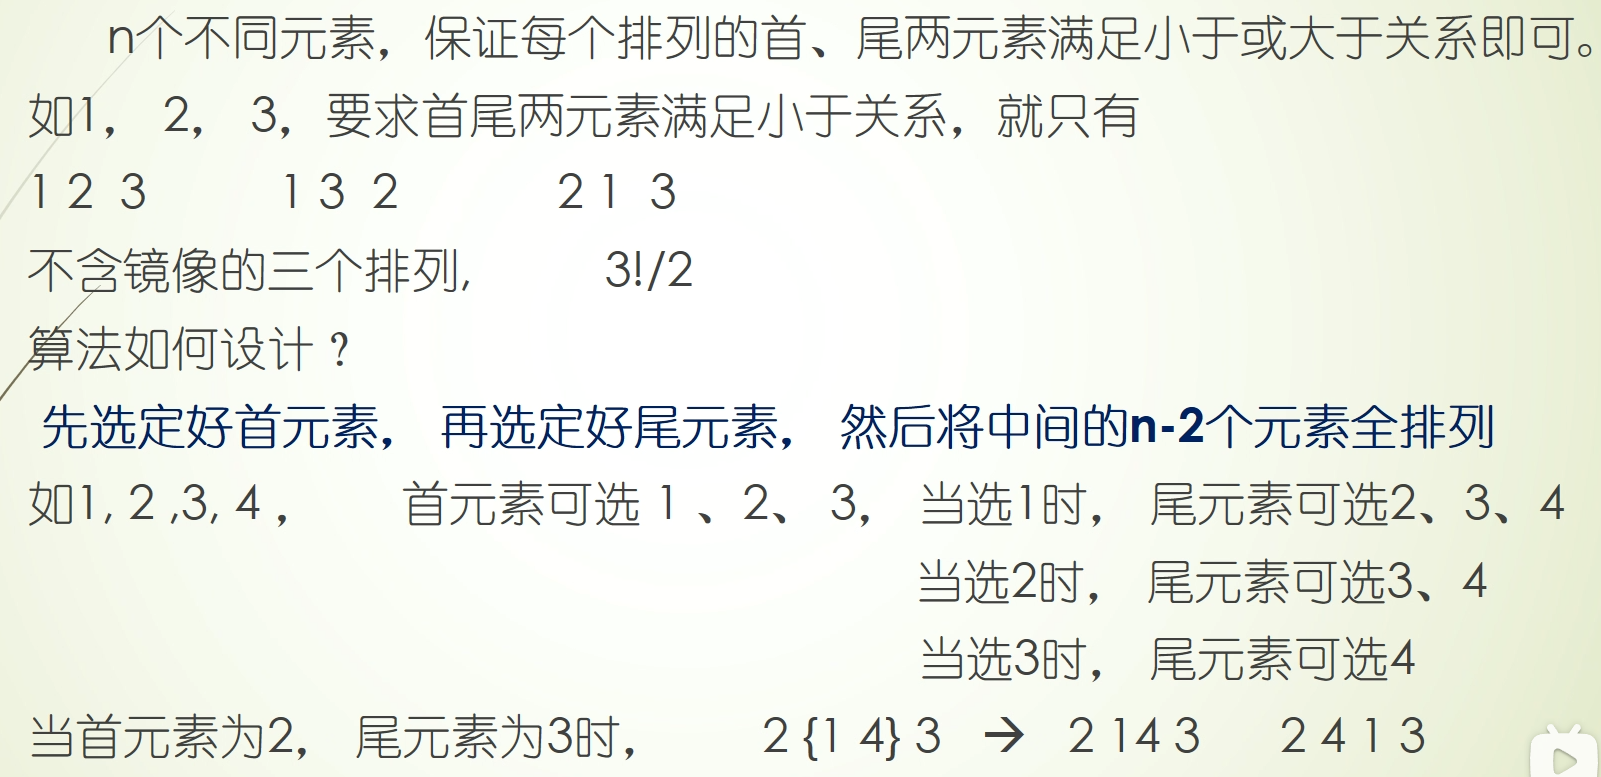 n个不同元素，保证每个排列的首、尾两元素满足小于或大于关系即可。
如1， 2， 3，要求首尾两元素满足小于关系，就只有
1 2 3 1 3 2 2 1 3
不含镜像的三个排列, 3!/2
算法如何设计？
先选定好首元素， 再选定好尾元素， 然后将中间的n-2个元素全排列
如1, 2 ,3, 4 ， 首元素可选 1 、2、 3， 当选1时， 尾元素可选2、3、4
当选2时， 尾元素可选3、4
当选3时， 尾元素可选4
当首元素为2， 尾元素为3时， 2 {1 4} 3 → 2 14 3 2 4 1 3